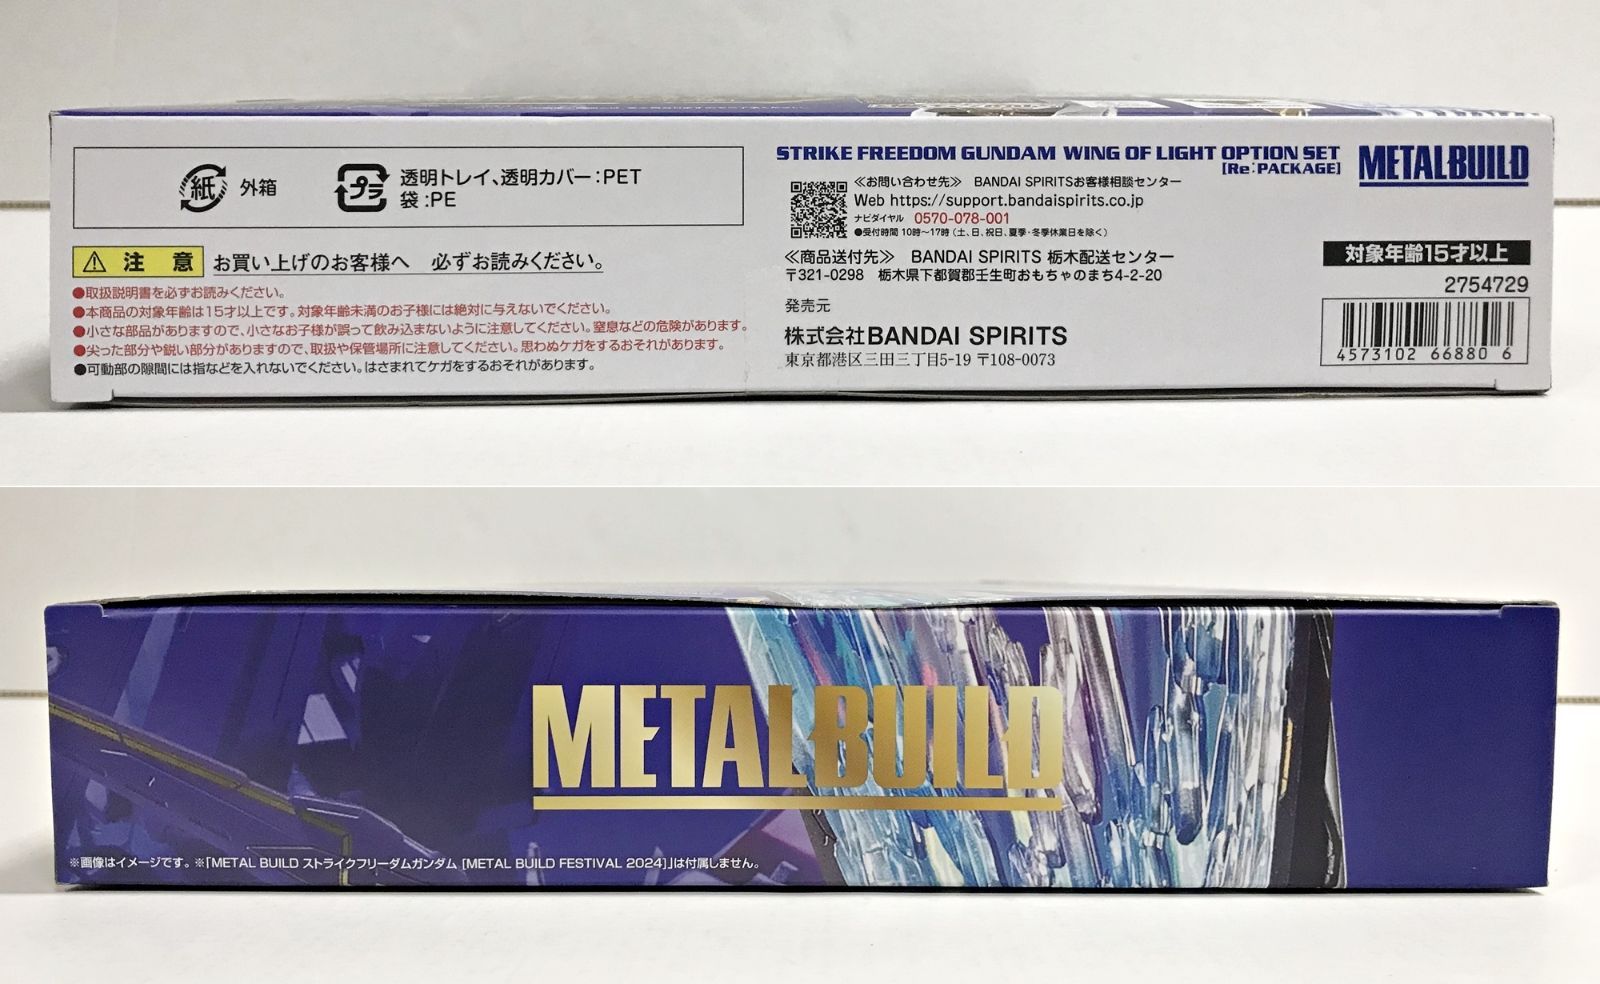 紙 外箱
プラ 透明トレイ、透明カバー:PET
袋:PE
注意 お買い上げのお客様へ 必ずお読みください。
●取扱説明書を必ずお読みください。
●本商品の対象年齢は15才以上です。対象年齢未満のお子様には絶対に与えないでください。
●小さな部品がありますので、小さなお子様が誤って飲み込まないように注意してください。窒息などの危険があります。
●尖った部分や鋭い部分がありますので、取扱や保管場所に注意してください。思わぬケガをするおそれがあります。
●可動部の隙間には指などを入れないでください。はさまれてケガをするおそれがあります。
STRIKE FREEDOM GUNDAM WING OF LIGHT OPTION SET
[Re:PACKAGE]
METAL BUILD
≪お問い合わせ先≫ BANDAI SPIRITSお客様相談センター
Web https://support.bandaispirits.co.jp
ナビダイヤル 0570-078-001
●受付時間 10時〜17時(土、日、祝日、夏季・冬季休業日を除く)
≪商品送付先≫ BANDAI SPIRITS 栃木配送センター
〒321-0298 栃木県下都賀郡壬生町おもちゃのまち4-2-20
発売元
株式会社BANDAI SPIRITS
東京都港区三田三丁目5-19 〒108-0073
対象年齢15才以上
2754729
4573102 66880 6
METAL BUILD
※画像はイメージです。※「METAL BUILD ストライクフリーダムガンダム [METAL BUILD FESTIVAL 2024]」は付属しません。